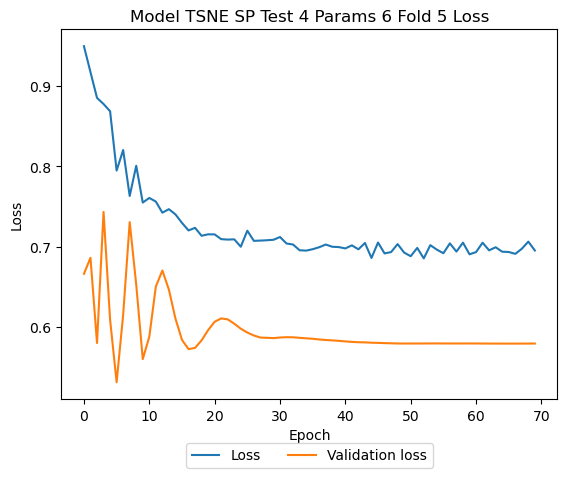 Model TSNE SP Test 4 Params 6 Fold 5 Loss
0.9
0.8
0.7
0.6
Loss
0 10 20 30 40 50 60 70
Epoch
Loss Validation loss